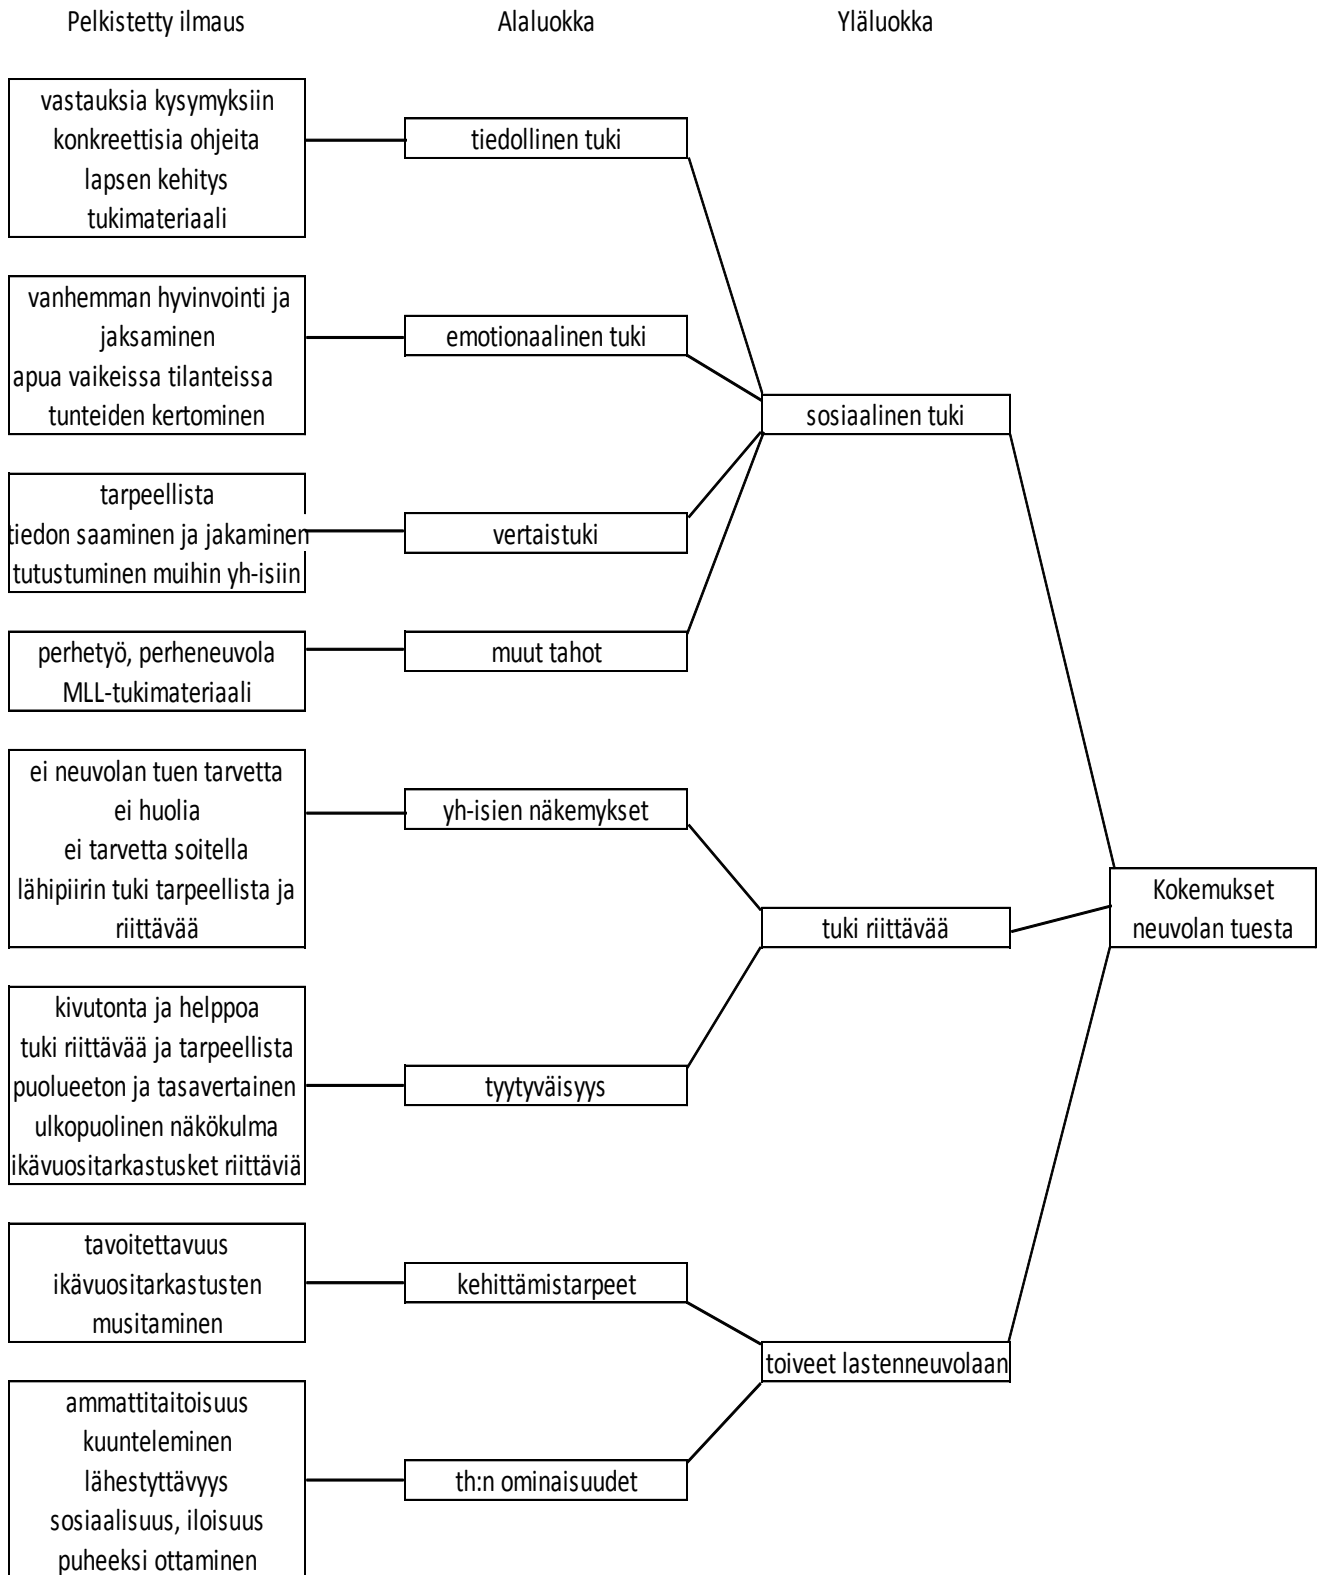 Pelkistetty ilmaus
Alaluokka
Yläluokka
vastauksia kysymyksiin
konkreettisia ohjeita
lapsen kehitys
tukimateriaali
tiedollinen tuki
vanhemman hyvinvointi ja
jaksaminen
apua vaikeissa tilanteissa
tunteiden kertominen
emotionaalinen tuki
sosiaalinen tuki
tarpeellista
tiedon saaminen ja jakaminen
tutustuminen muihin yh-isiin
vertaistuki
perhetyö, perheneuvola
MLL-tukimateriaali
muut tahot
ei neuvolan tuen tarvetta
ei huolia
ei tarvetta soitella
lähipiirin tuki tarpeellista ja
riittävää
yh-isien näkemykset
tuki riittävää
Kokemukset
neuvolan tuesta
kivutonta ja helppoa
tuki riittävää ja tarpeellista
puolueeton ja tasavertainen
ulkopuolinen näkökulma
ikävuositarkastusket riittäviä
tyytyväisyys
tavoitettavuus
ikävuositarkastusten
musitaminen
kehittämistarpeet
toiveet lastenneuvolaan
ammattitaitoisuus
kuunteleminen
lähestyttävyys
sosiaalisuus, iloisuus
puheeksi ottaminen
th:n ominaisuudet